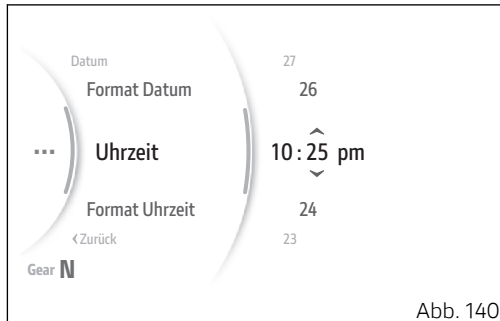 Datum 27
Format Datum 26
... Uhrzeit 10 : 25 pm
Format Uhrzeit 24
Zurück 23
Gear N
Abb. 140